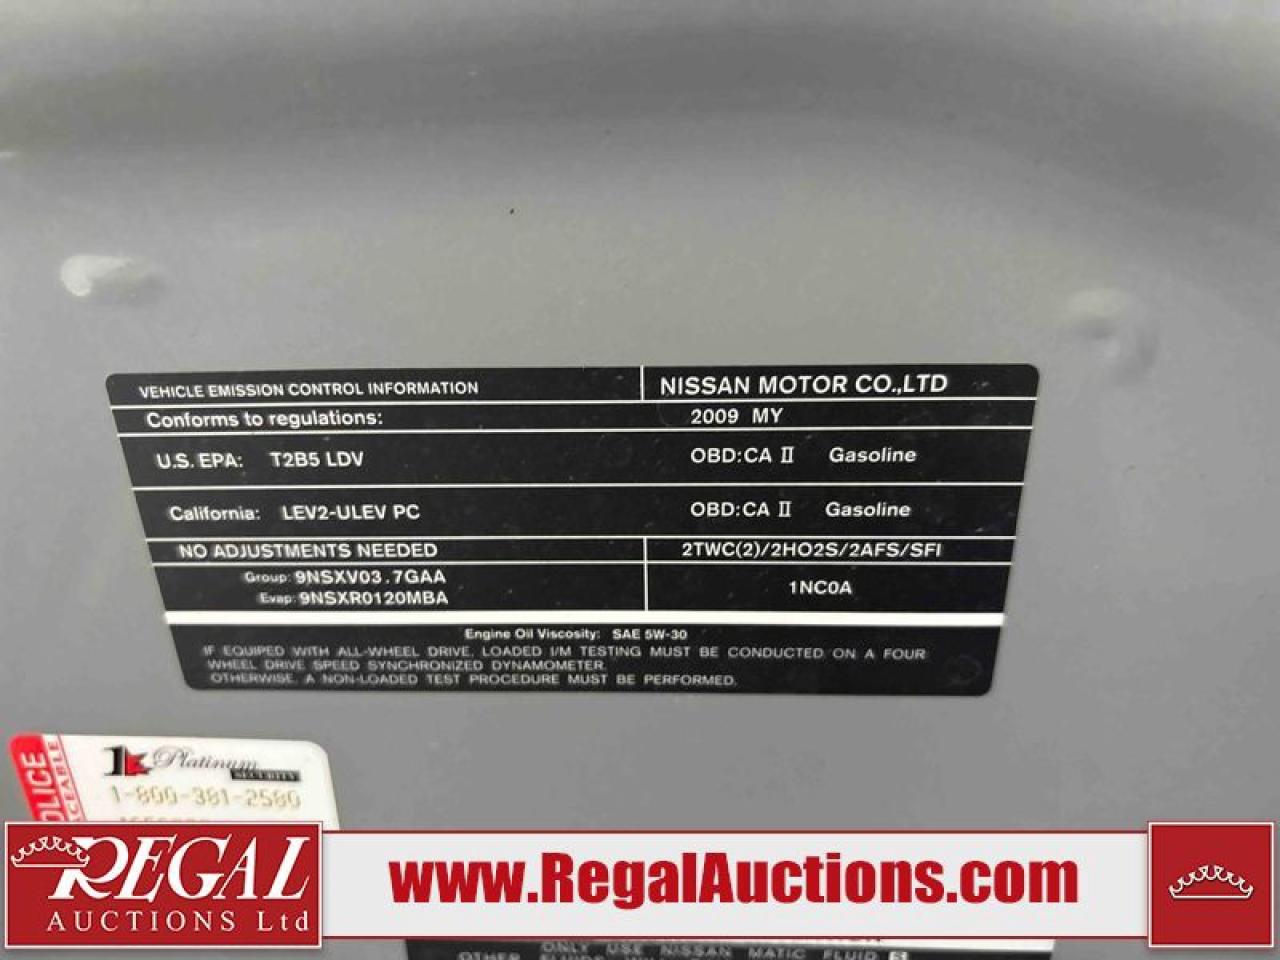 VEHICLE EMISSION CONTROL INFORMATION NISSAN MOTOR CO.,LTD
Conforms to regulations: 2009 MY
U.S. EPA: T2B5 LDV OBD:CA II Gasoline
California: LEV2-ULEV PC OBD:CA II Gasoline
NO ADJUSTMENTS NEEDED 2TWC(2)/2HO2S/2AFS/SFI
Group: 9NSXV03.7GAA
Evap: 9NSXR0120MBA
1NC0A
Engine Oil Viscosity: SAE 5W-30
IF EQUIPED WITH ALL-WHEEL DRIVE, LOADED I/M TESTING MUST BE CONDUCTED ON A FOUR
WHEEL DRIVE SPEED SYNCHRONIZED DYNAMOMETER.
OTHERWISE, A NON-LOADED TEST PROCEDURE MUST BE PERFORMED.
1K Platinum
SECURITY
1-800-381-2580
REGAL
AUCTIONS Ltd
www.RegalAuctions.com
ONLY USE NISSAN MATIC FLUID S
OTHER